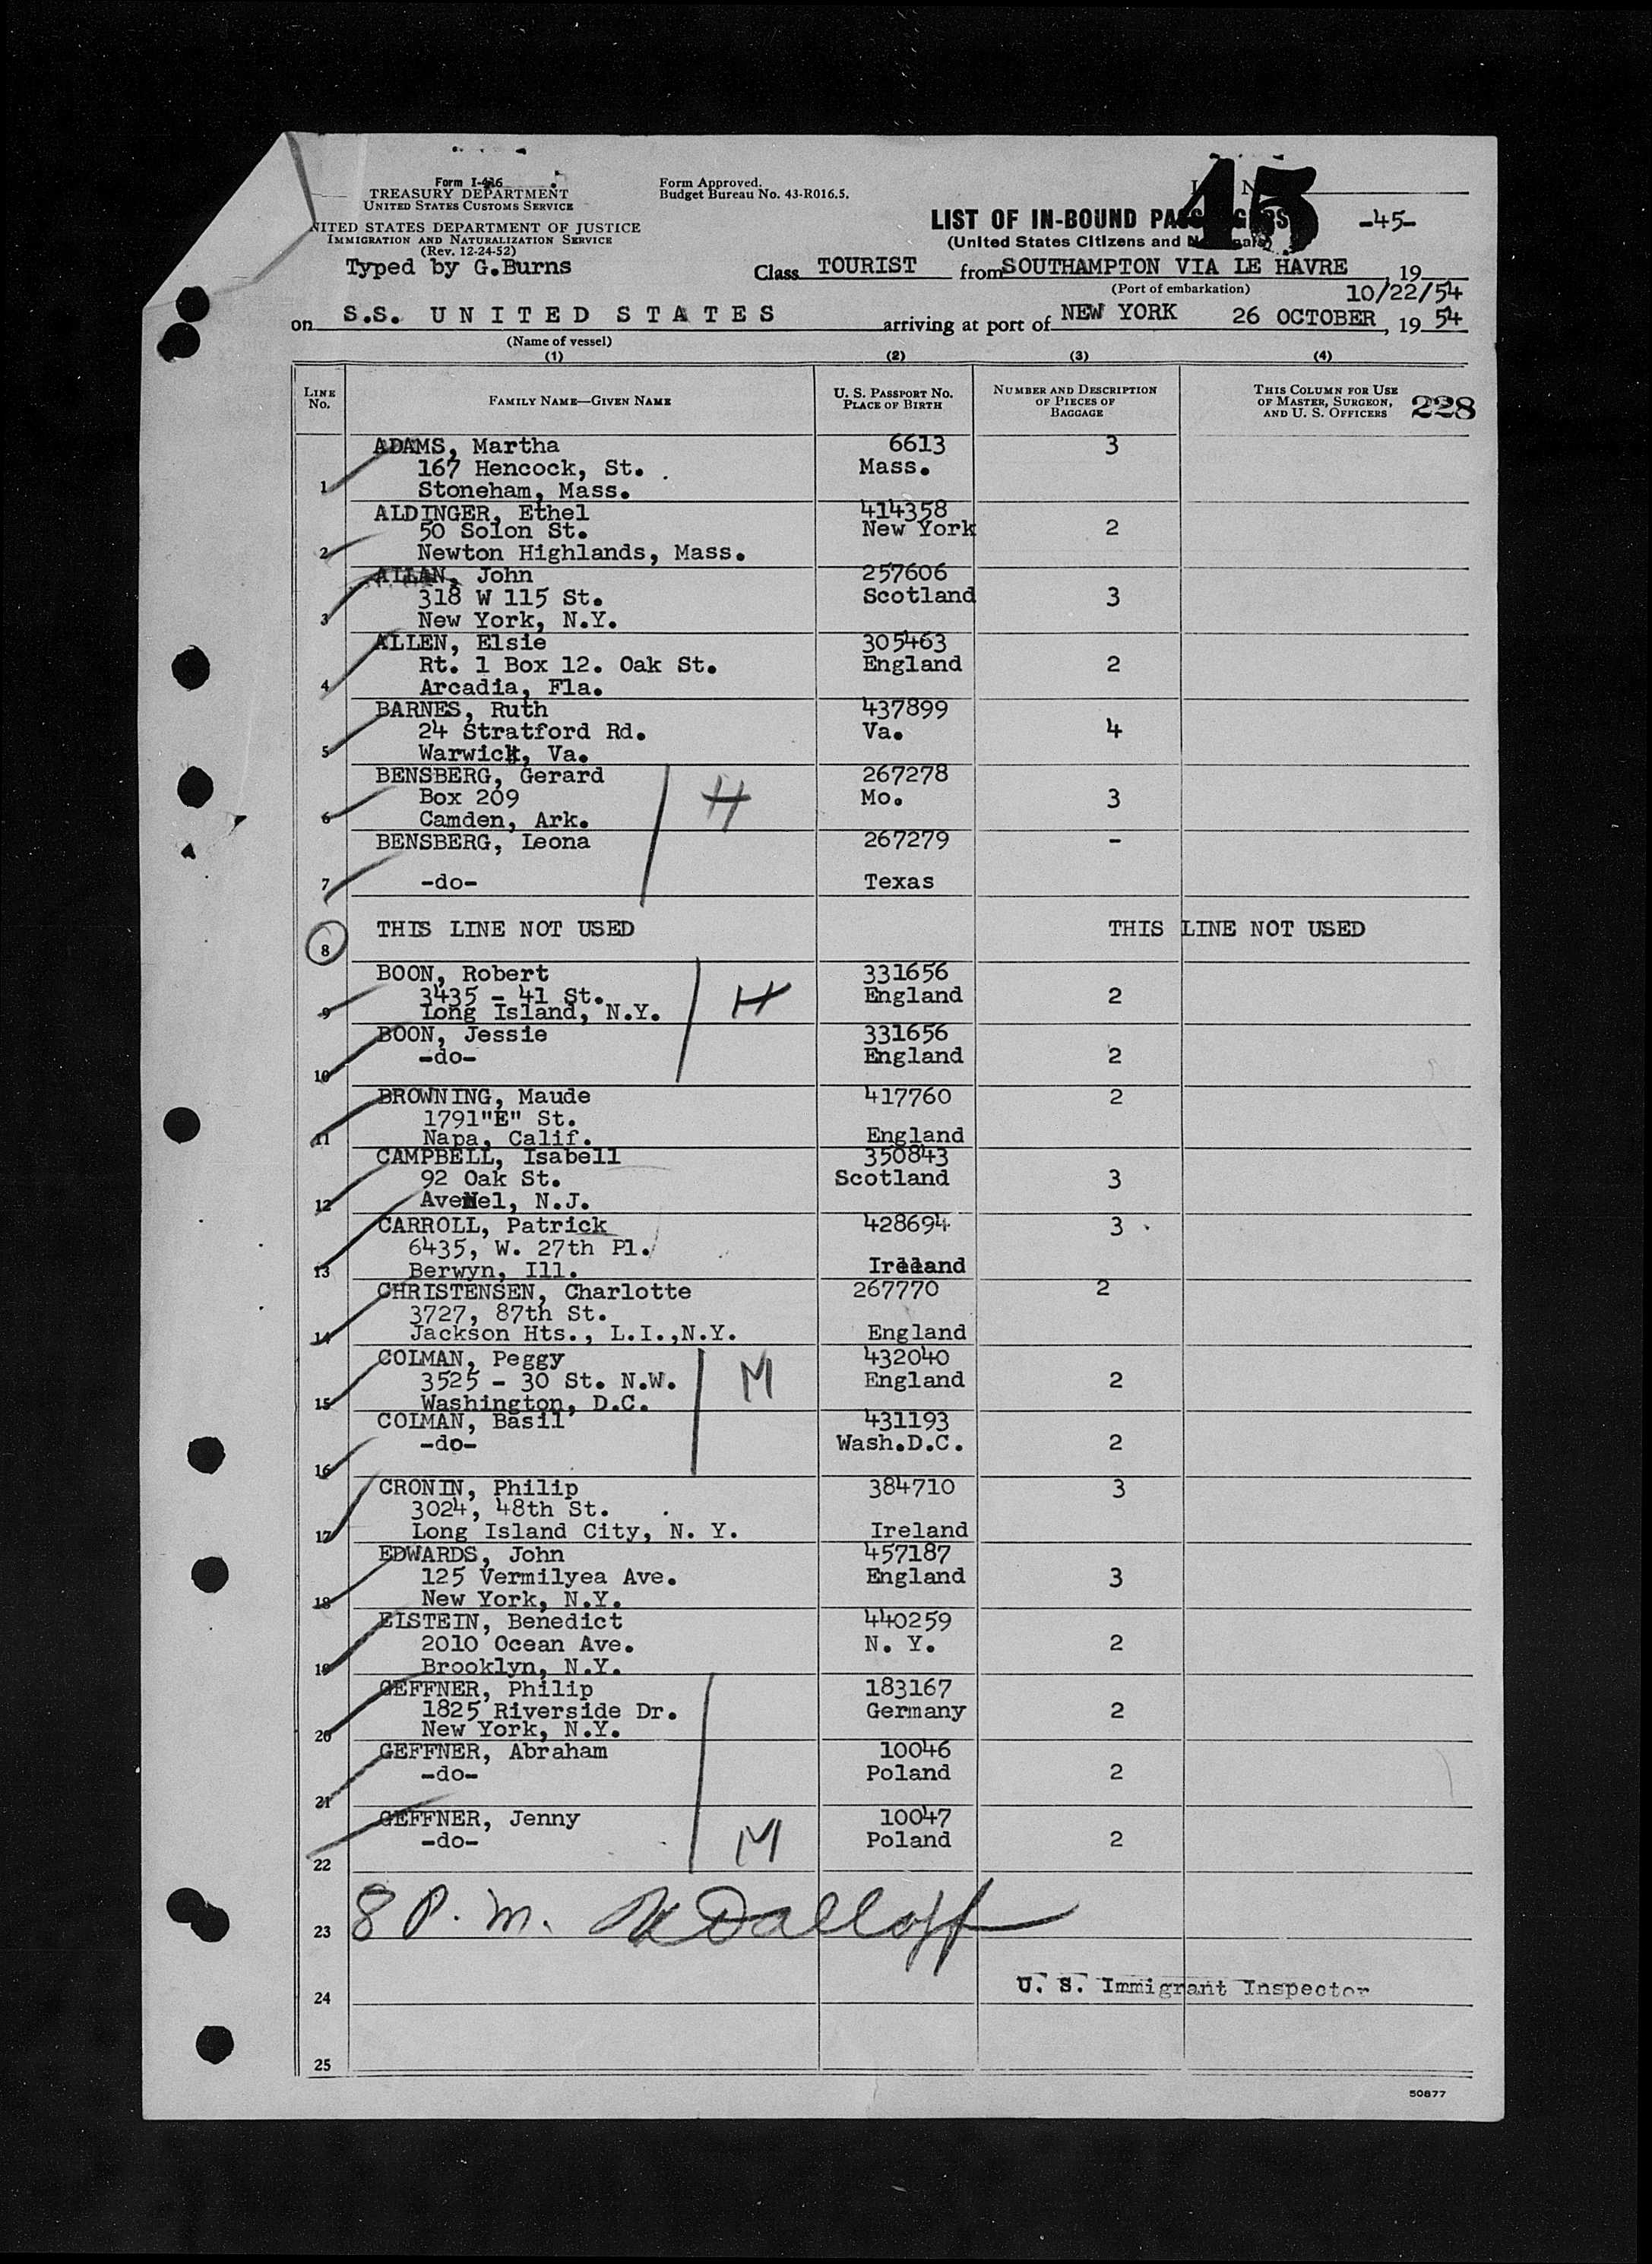 Form I-416
TREASURY DEPARTMENT
UNITED STATES CUSTOMS SERVICE
Form Approved.
Budget Bureau No. 43-R016.5.
45
NITED STATES DEPARTMENT OF JUSTICE
IMMIGRATION AND NATURALIZATION SERVICE
(Rev. 12-24-52)
LIST OF IN-BOUND -45-
(United States Citizens and
Typed by G.Burns
Class TOURIST from SOUTHAMPTON VIA LE HAVRE, 19
(Port of embarkation) 10/22/54
on S.S. UNITED STATES arriving at port of NEW YORK 26 OCTOBER, 19 54
(Name of vessel)
(1) (2) (3) (4)
LINE No. FAMILY NAME—GIVEN NAME U. S. PASSPORT NO. PLACE OF BIRTH NUMBER AND DESCRIPTION OF PIECES OF BAGGAGE THIS COLUMN FOR USE OF MASTER, SURGEON, AND U. S. OFFICERS 228
ADAMS, Martha 6613 3
167 Hencock, St. Mass.
1 Stoneham, Mass.
ALDINGER, Ethel 414358
50 Solon St. New York 2
2 Newton Highlands, Mass.
ALLAN, John 257606
318 W 115 St. Scotland 3
3 New York, N.Y.
ALLEN, Elsie 305463
Rt. 1 Box 12. Oak St. England 2
4 Arcadia, Fla.
BARNES, Ruth 437899
24 Stratford Rd. Va. 4
5 Warwick, Va.
BENSBERG, Gerard 267278
Box 209 H Mo. 3
6 Camden, Ark.
BENSBERG, Leona 267279 -
7 -do- Texas
8 THIS LINE NOT USED THIS LINE NOT USED
BOON, Robert 331656
3435 - 41 St. H England 2
9 Long Island, N.Y.
BOON, Jessie 331656
-do- England 2
10
BROWNING, Maude 417760 2
1791"E" St.
11 Napa, Calif. England
CAMPBELL, Isabell 350843
92 Oak St. Scotland 3
12 Avenel, N.J.
CARROLL, Patrick 428694 3
6435, W. 27th Pl.
13 Berwyn, Ill. Ireland
CHRISTENSEN, Charlotte 267770 2
3727, 87th St.
14 Jackson Hts., L.I.,N.Y. England
COLMAN, Peggy 432040
3525 - 30 St. N.W. M England 2
15 Washington, D.C.
COLMAN, Basil 431193
-do- Wash.D.C. 2
16
CRONIN, Philip 384710 3
3024, 48th St.
17 Long Island City, N. Y. Ireland
EDWARDS, John 457187
125 Vermilyea Ave. England 3
18 New York, N.Y.
EISTEIN, Benedict 440259
2010 Ocean Ave. N. Y. 2
19 Brooklyn, N.Y.
GEFFNER, Philip 183167
1825 Riverside Dr. Germany 2
20 New York, N.Y.
GEFFNER, Abraham 10046
-do- Poland 2
21
GEFFNER, Jenny 10047
-do- M Poland 2
22
8 P.M.
23
U. S. Immigrant Inspector
24
25
50877